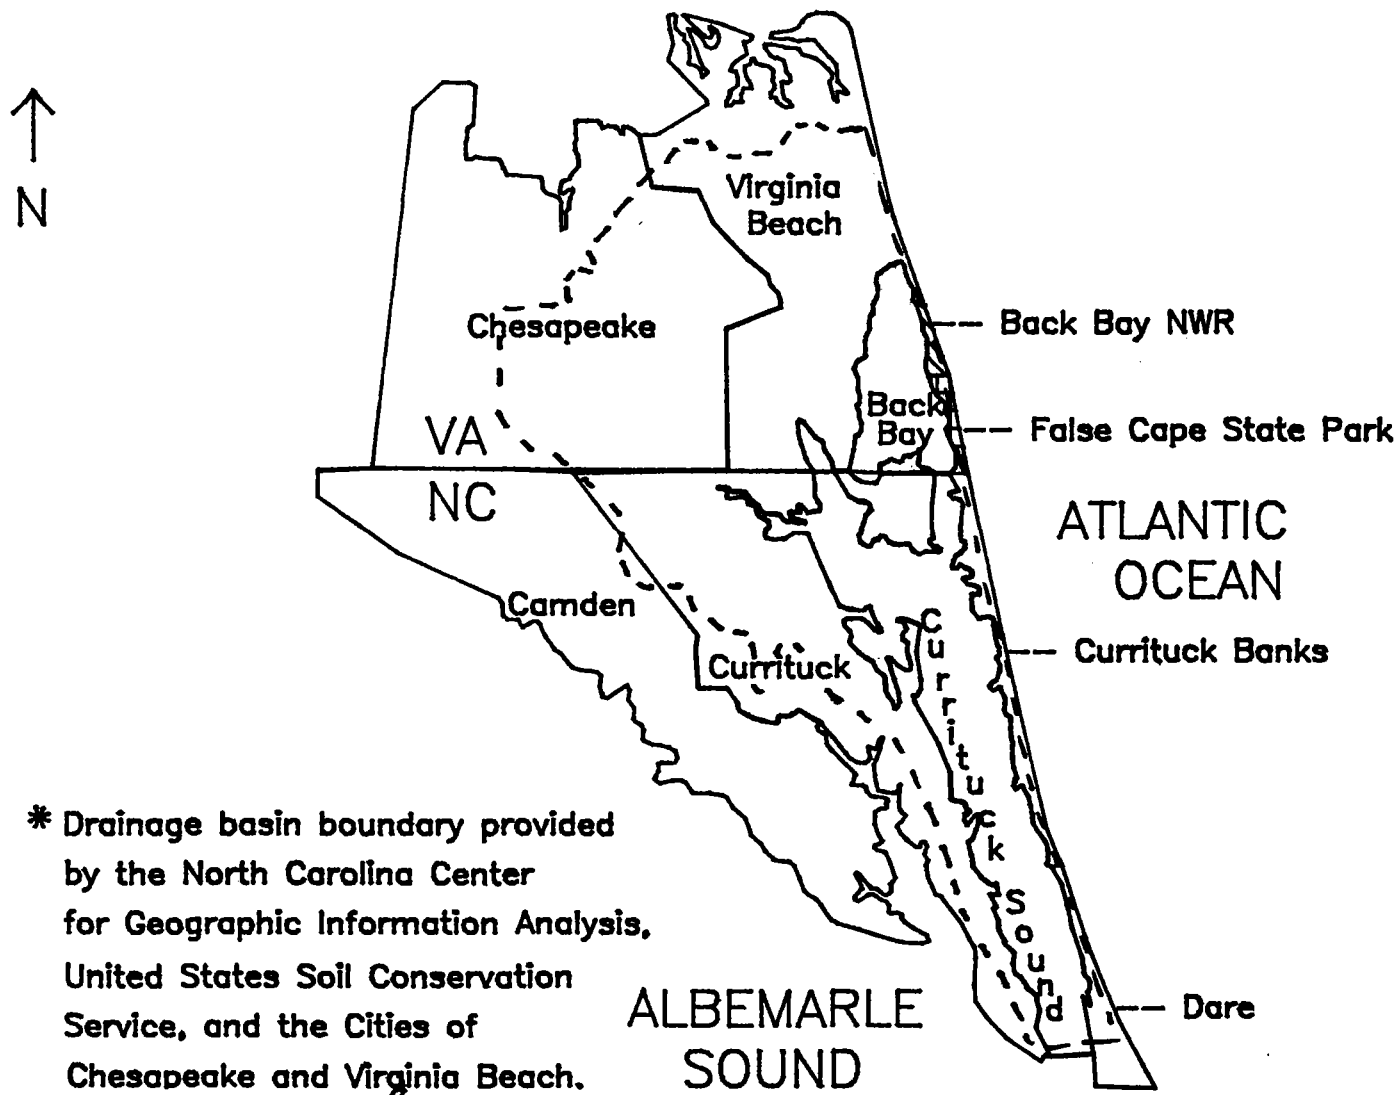 N
Virginia
Beach
Chesapeake
Back Bay NWR
Back
Bay
False Cape State Park
VA
NC
ATLANTIC
OCEAN
Camden
Currituck
Currituck Sound
Currituck Banks
* Drainage basin boundary provided
by the North Carolina Center
for Geographic Information Analysis,
United States Soil Conservation
Service, and the Cities of
Chesapeake and Virginia Beach.
ALBEMARLE
SOUND
Dare